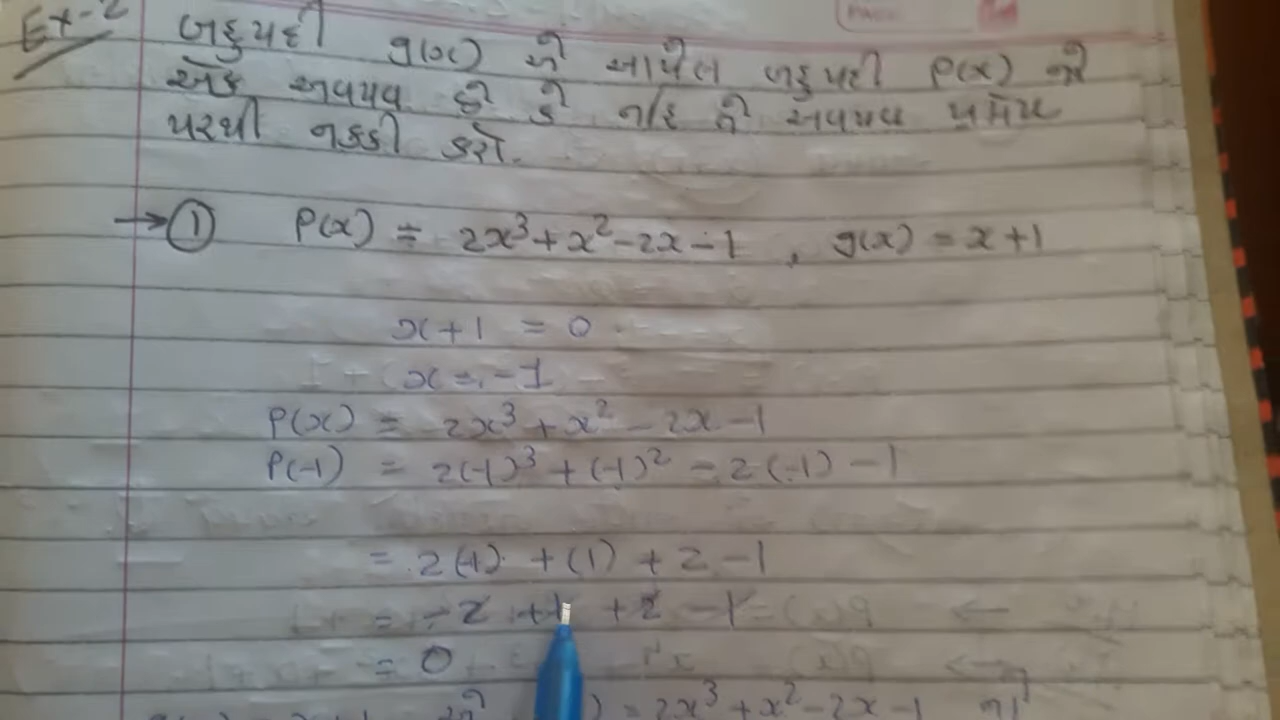 Ex-2 બહુપદી g(x) એ આપેલ બહુપદી P(x) નો
એક અવયવ છે કે નહિ તે અવયવ પ્રમેય
પરથી નક્કી કરો.
→ ① P(x) = 2x³+x²-2x-1, g(x) = x+1
x+1 = 0
x = -1
P(x) = 2x³+x²-2x-1
P(-1) = 2(-1)³+(-1)²-2(-1)-1
= 2(-1)+(1)+2-1
= -2+1+2-1
= 0
= 2x³+x²-2x-1